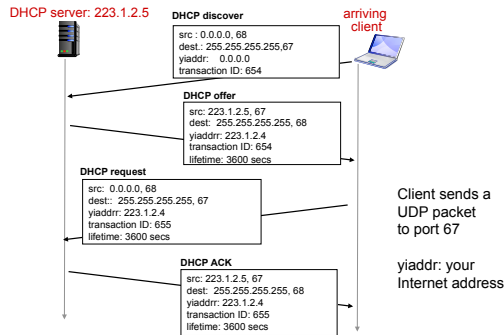 DHCP server: 223.1.2.5
arriving
client
DHCP discover
src : 0.0.0.0, 68
dest.: 255.255.255.255,67
yiaddr: 0.0.0.0
transaction ID: 654
DHCP offer
src: 223.1.2.5, 67
dest: 255.255.255.255, 68
yiaddrr: 223.1.2.4
transaction ID: 654
lifetime: 3600 secs
DHCP request
src: 0.0.0.0, 68
dest:: 255.255.255.255, 67
yiaddrr: 223.1.2.4
transaction ID: 655
lifetime: 3600 secs
Client sends a
UDP packet
to port 67
yiaddr: your
Internet address
DHCP ACK
src: 223.1.2.5, 67
dest: 255.255.255.255, 68
yiaddrr: 223.1.2.4
transaction ID: 655
lifetime: 3600 secs